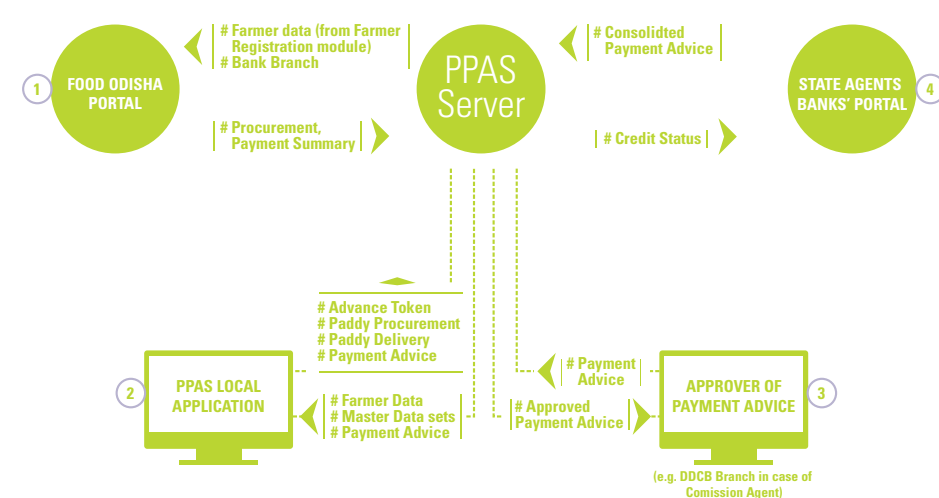 # Farmer data (from Farmer
Registration module)
# Bank Branch
# Consolidted
Payment Advice
PPAS
Server
1
FOOD ODISHA
PORTAL
STATE AGENTS
BANKS' PORTAL
4
# Procurement,
Payment Summary
# Credit Status
# Advance Token
# Paddy Procurement
# Paddy Delivery
# Payment Advice
2
PPAS LOCAL
APPLICATION
# Farmer Data
# Master Data sets
# Payment Advice
# Payment
Advice
# Approved
Payment Advice
APPROVER OF
PAYMENT ADVICE
3
(e.g. DDCB Branch in case of
Comission Agent)